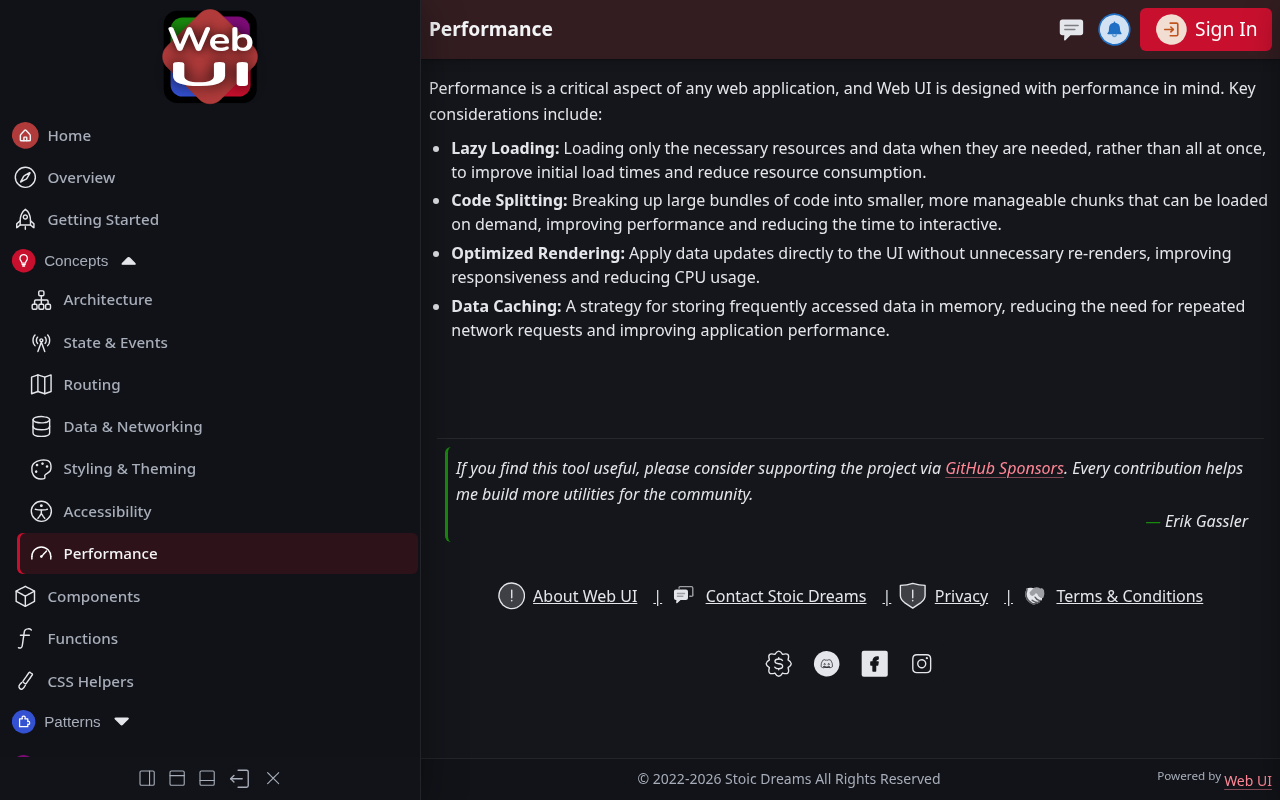 Web
UI
Home
Overview
Getting Started
Concepts
Architecture
State & Events
Routing
Data & Networking
Styling & Theming
Accessibility
Performance
Components
Functions
CSS Helpers
Patterns
Performance
Sign In
Performance is a critical aspect of any web application, and Web UI is designed with performance in mind. Key
considerations include:
Lazy Loading: Loading only the necessary resources and data when they are needed, rather than all at once,
to improve initial load times and reduce resource consumption.
Code Splitting: Breaking up large bundles of code into smaller, more manageable chunks that can be loaded
on demand, improving performance and reducing the time to interactive.
Optimized Rendering: Apply data updates directly to the UI without unnecessary re-renders, improving
responsiveness and reducing CPU usage.
Data Caching: A strategy for storing frequently accessed data in memory, reducing the need for repeated
network requests and improving application performance.
If you find this tool useful, please consider supporting the project via GitHub Sponsors. Every contribution helps
me build more utilities for the community.
— Erik Gassler
About Web UI | Contact Stoic Dreams | Privacy | Terms & Conditions
© 2022-2026 Stoic Dreams All Rights Reserved
Powered by Web UI